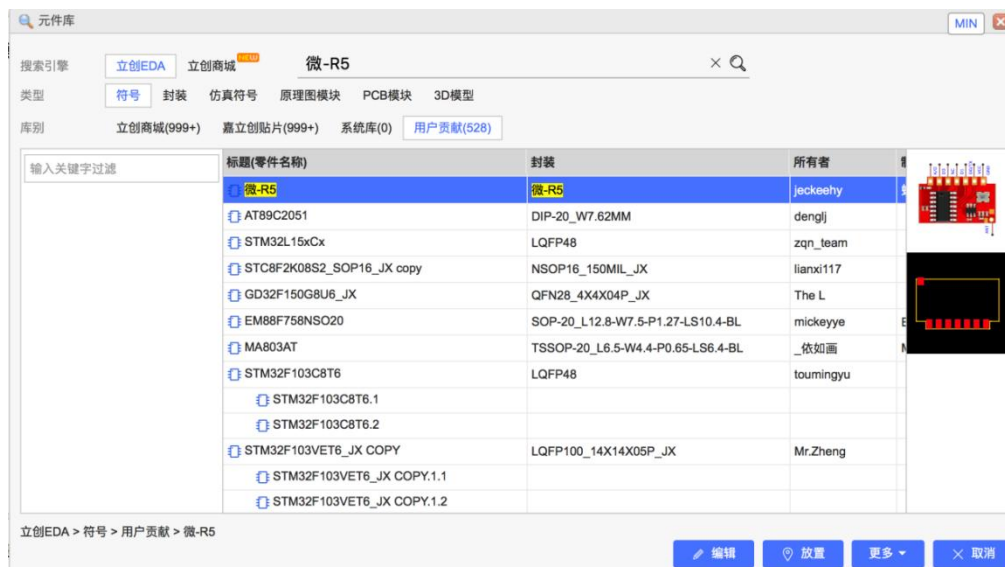 元件库 MIN
搜索引擎 立创EDA 立创商城 NEW 微-R5
类型 符号 封装 仿真符号 原理图模块 PCB模块 3D模型
库别 立创商城(999+) 嘉立创贴片(999+) 系统库(0) 用户贡献(528)
输入关键字过滤
标题(零件名称) 封装 所有者
微-R5 微-R5 jeckeehy
AT89C2051 DIP-20_W7.62MM denglj
STM32L15xCx LQFP48 zqn_team
STC8F2K08S2_SOP16_JX copy NSOP16_150MIL_JX lianxi117
GD32F150G8U6_JX QFN28_4X4X04P_JX The L
EM88F758NSO20 SOP-20_L12.8-W7.5-P1.27-LS10.4-BL mickeyye
MA803AT TSSOP-20_L6.5-W4.4-P0.65-LS6.4-BL _依如画
STM32F103C8T6 LQFP48 toumingyu
STM32F103C8T6.1
STM32F103C8T6.2
STM32F103VET6_JX COPY LQFP100_14X14X05P_JX Mr.Zheng
STM32F103VET6_JX COPY.1.1
STM32F103VET6_JX COPY.1.2
立创EDA > 符号 > 用户贡献 > 微-R5
编辑 放置 更多 取消